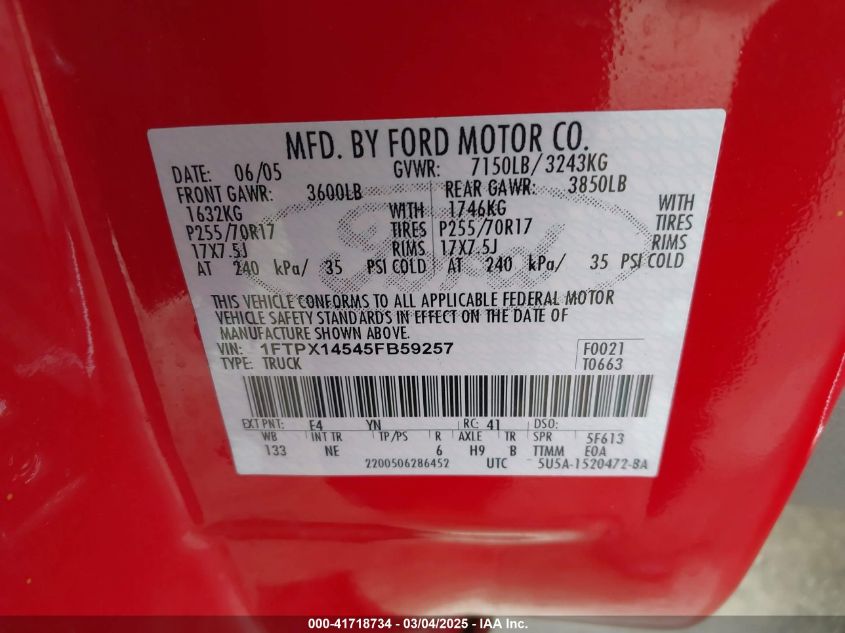 MFD. BY FORD MOTOR CO.
DATE: 06/05 GVWR: 7150LB/3243KG
FRONT GAWR: 3600LB REAR GAWR: 3850LB
1632KG WITH 1746KG WITH
P255/70R17 TIRES P255/70R17 TIRES
17X7.5J RIMS 17X7.5J RIMS
AT 240 kPa/ 35 PSI COLD AT 240 kPa/ 35 PSI COLD
Ford
THIS VEHICLE CONFORMS TO ALL APPLICABLE FEDERAL MOTOR
VEHICLE SAFETY STANDARDS IN EFFECT ON THE DATE OF
MANUFACTURE SHOWN ABOVE.
VIN: 1FTPX14545FB59257 F0021
TYPE: TRUCK T0663
EXT PNT: E4 YN RC: 41 DSO:
WB INT TR TP/PS R AXLE TR SPR 5F613
133 NE 6 H9 B TTMM E0A
2200506286452 UTC 5U5A-1520472-BA
000-41718734 - 03/04/2025 - IAA Inc.